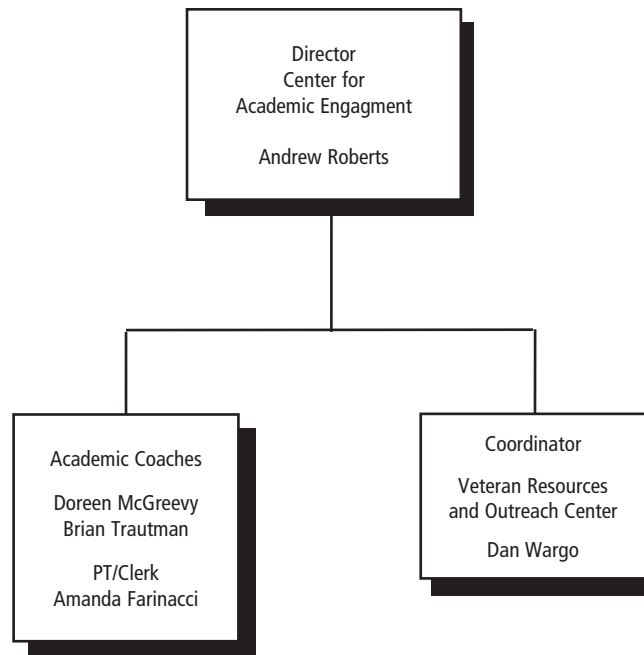 Director
Center for
Academic Engagment
Andrew Roberts
Academic Coaches
Doreen McGreevy
Brian Trautman
PT/Clerk
Amanda Farinacci
Coordinator
Veteran Resources
and Outreach Center
Dan Wargo